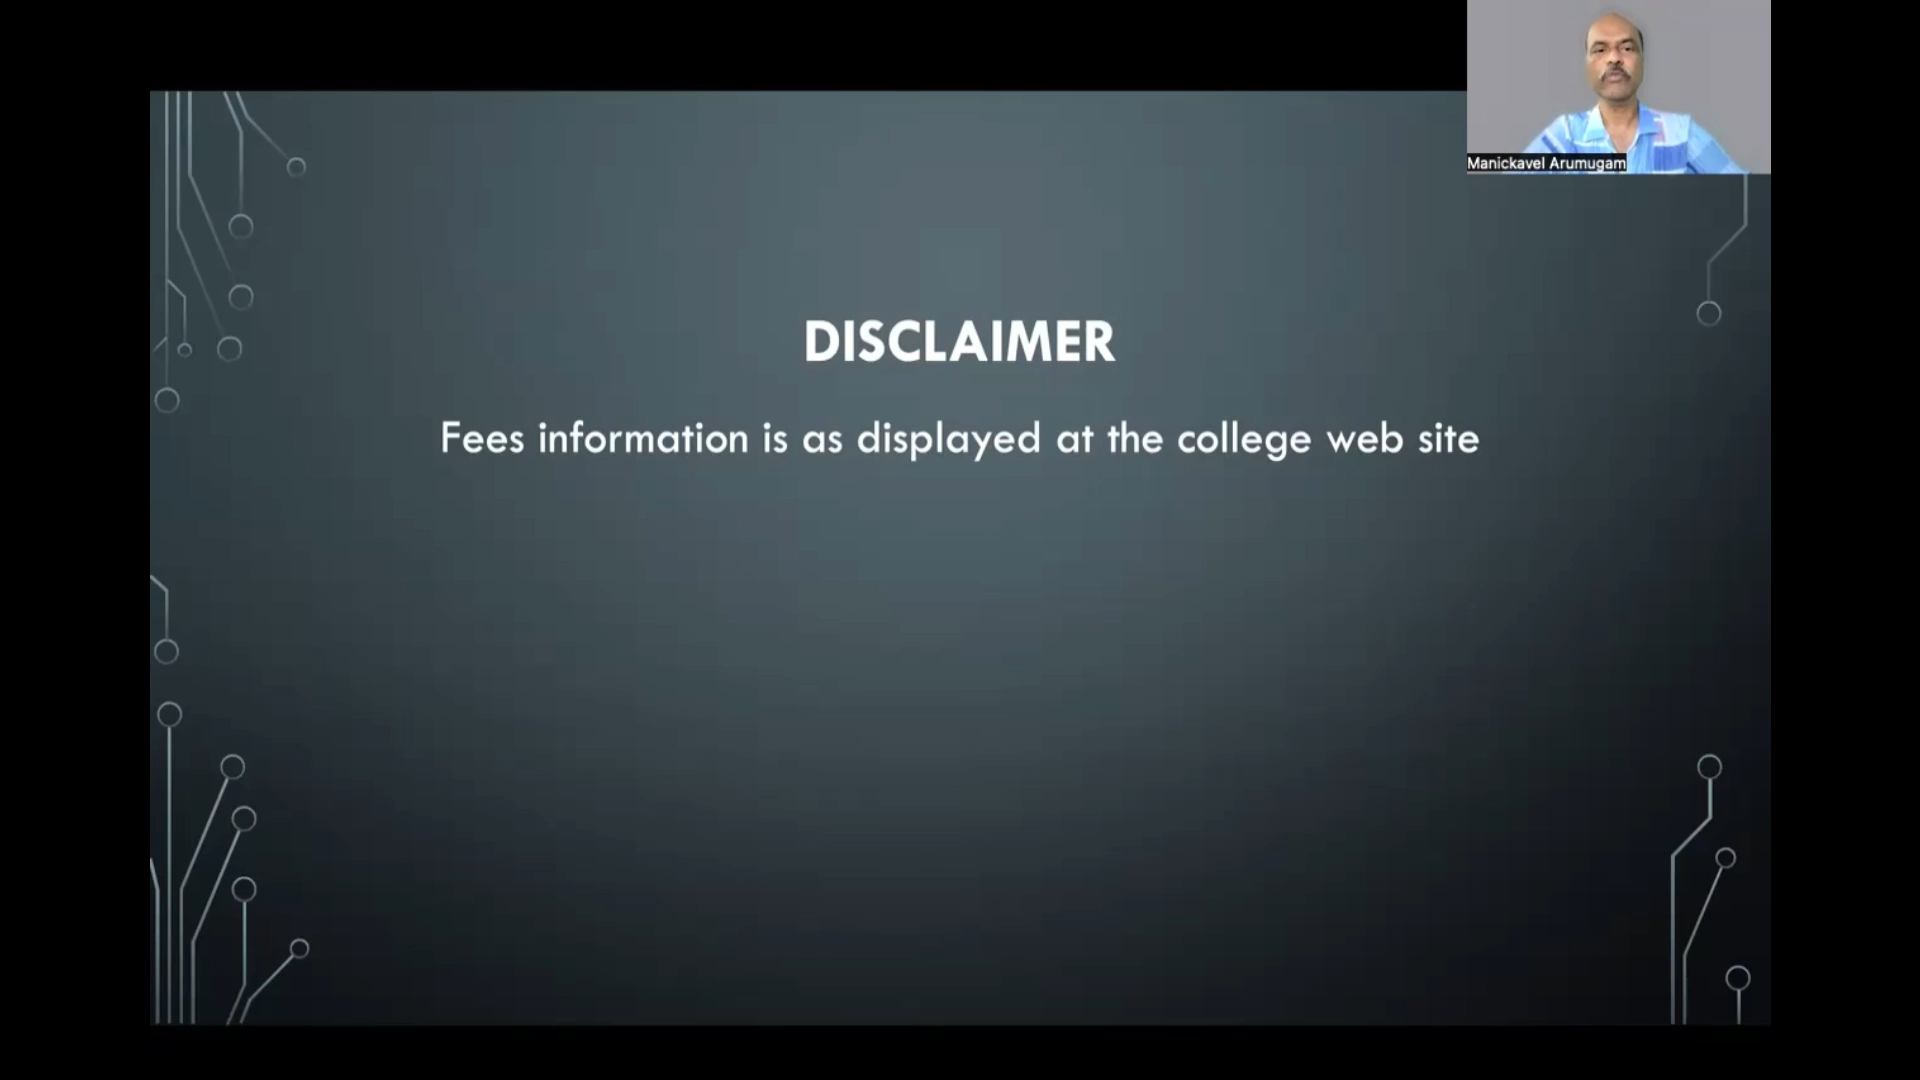 Manickavel Arumugam
DISCLAIMER
Fees information is as displayed at the college web site